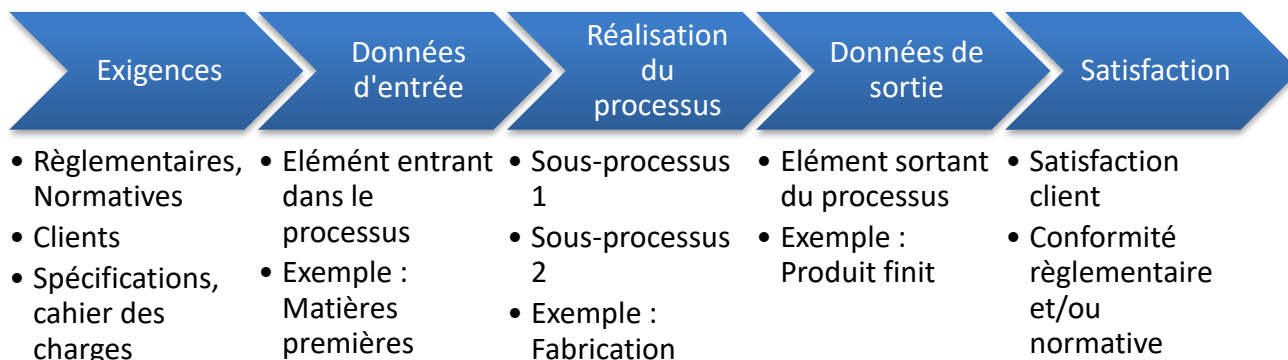 Exigences
Données
d'entrée
Réalisation
du
processus
Données de
sortie
Satisfaction
• Règlementaires,
Normatives
• Clients
• Spécifications,
cahier des
charges
• Elémént entrant
dans le
processus
• Exemple :
Matières
premières
• Sous-processus
1
• Sous-processus
2
• Exemple :
Fabrication
• Elément sortant
du processus
• Exemple :
Produit finit
• Satisfaction
client
• Conformité
règlementaire
et/ou
normative